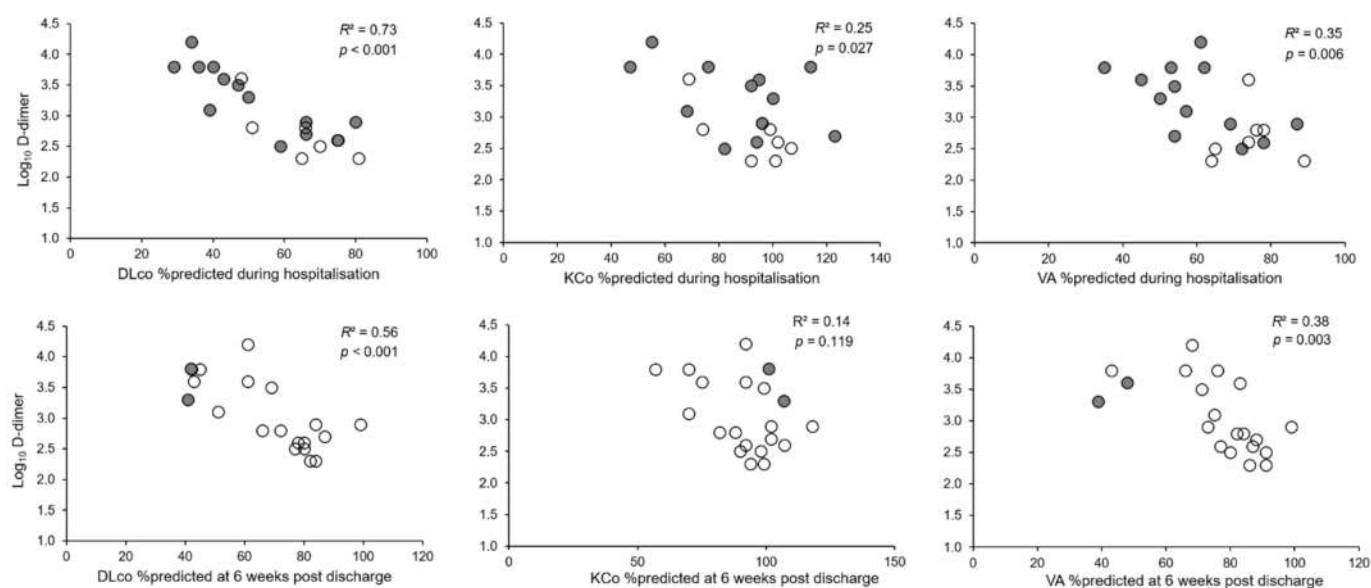 4.5
4.0
3.5
3.0
2.5
2.0
1.5
1.0
Log₁₀ D-dimer
R² = 0.73
p < 0.001
0 20 40 60 80 100
DLco %predicted during hospitalisation
4.5
4.0
3.5
3.0
2.5
2.0
1.5
1.0
R² = 0.25
p = 0.027
0 20 40 60 80 100 120 140
KCo %predicted during hospitalisation
4.5
4.0
3.5
3.0
2.5
2.0
1.5
1.0
R² = 0.35
p = 0.006
0 20 40 60 80 100
VA %predicted during hospitalisation
4.5
4.0
3.5
3.0
2.5
2.0
1.5
1.0
Log₁₀ D-dimer
R² = 0.56
p < 0.001
0 20 40 60 80 100 120
DLco %predicted at 6 weeks post discharge
4.5
4.0
3.5
3.0
2.5
2.0
1.5
1.0
R² = 0.14
p = 0.119
0 50 100 150
KCo %predicted at 6 weeks post discharge
4.5
4.0
3.5
3.0
2.5
2.0
1.5
1.0
R² = 0.38
p = 0.003
0 20 40 60 80 100 120
VA %predicted at 6 weeks post discharge